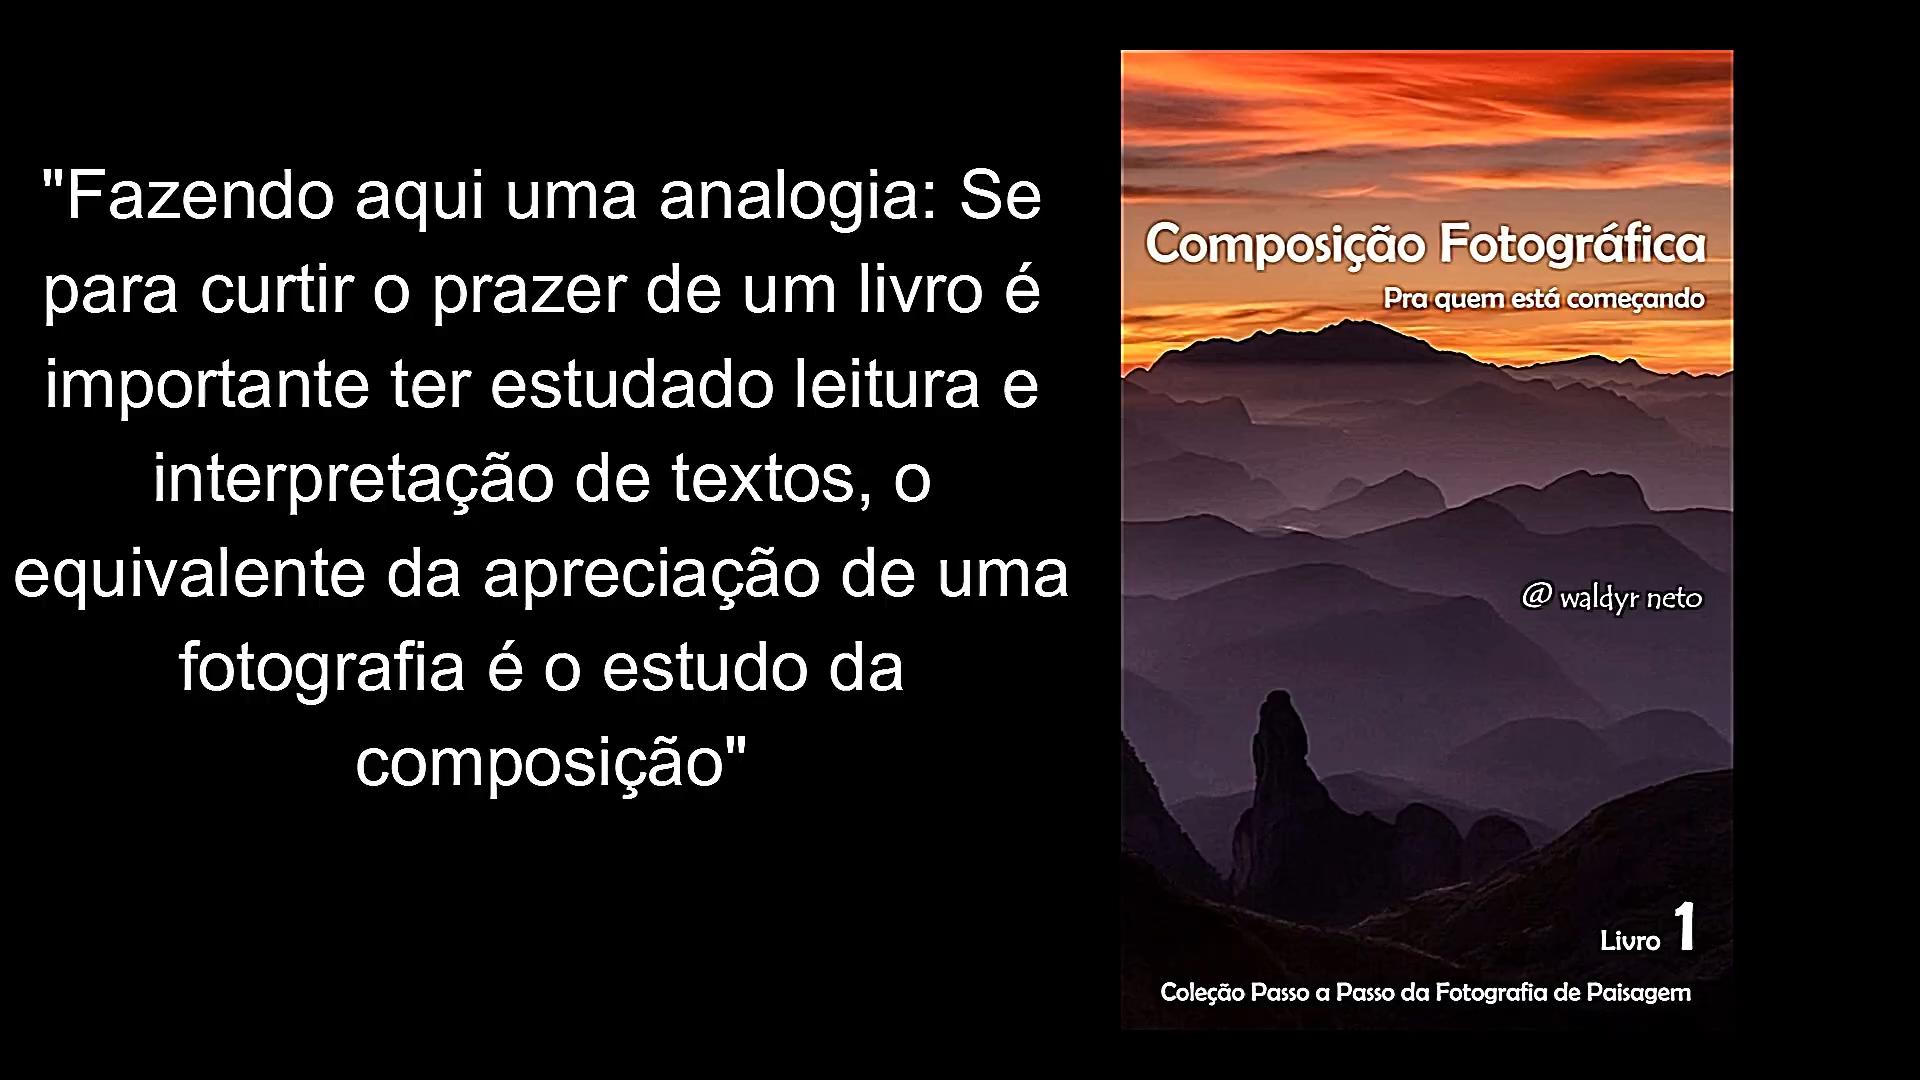 "Fazendo aqui uma analogia: Se
para curtir o prazer de um livro é
importante ter estudado leitura e
interpretação de textos, o
equivalente da apreciação de uma
fotografia é o estudo da
composição"
Composição Fotográfica
Pra quem está começando
@ waldyr neto
Livro 1
Coleção Passo a Passo da Fotografia de Paisagem